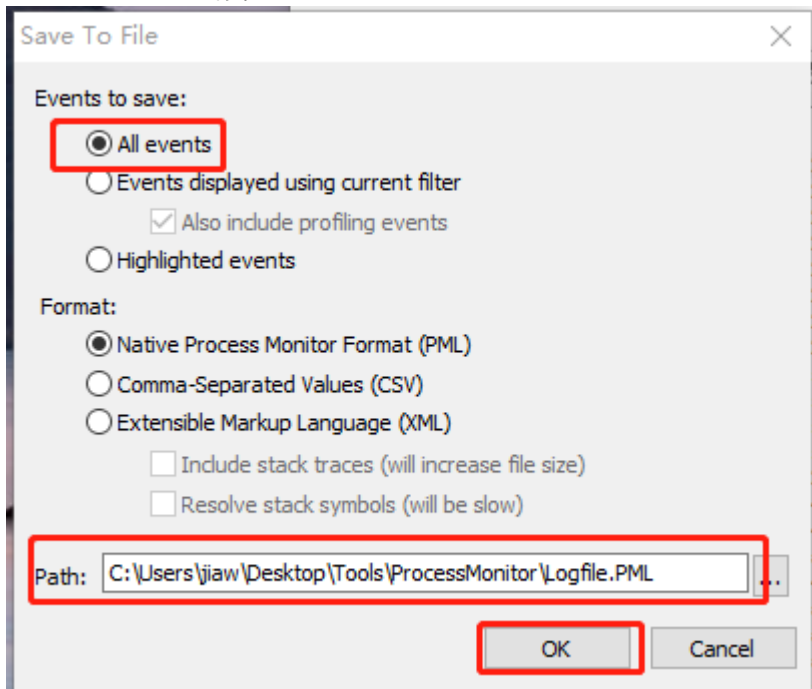 Save To File
Events to save:
All events
Events displayed using current filter
Also include profiling events
Highlighted events
Format:
Native Process Monitor Format (PML)
Comma-Separated Values (CSV)
Extensible Markup Language (XML)
Include stack traces (will increase file size)
Resolve stack symbols (will be slow)
Path: C:\Users\jiaw\Desktop\Tools\ProcessMonitor\Logfile.PML ...
OK Cancel